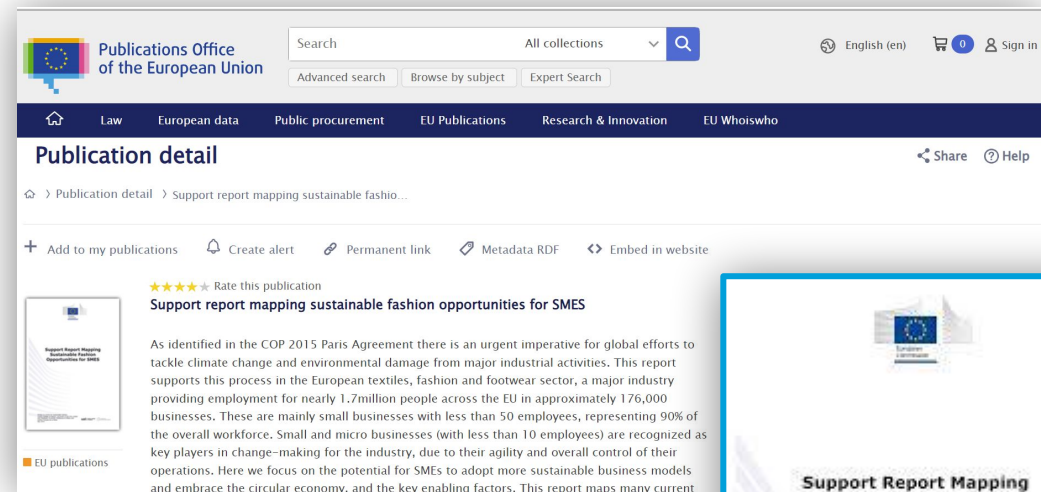 Publications Office
of the European Union
Search All collections
English (en) 0 Sign in
Advanced search Browse by subject Expert Search
Law European data Public procurement EU Publications Research & Innovation EU Whoiswho
Publication detail
Share Help
Publication detail Support report mapping sustainable fashio...
Add to my publications Create alert Permanent link Metadata RDF Embed in website
Rate this publication
Support report mapping sustainable fashion opportunities for SMES
As identified in the COP 2015 Paris Agreement there is an urgent imperative for global efforts to
tackle climate change and environmental damage from major industrial activities. This report
supports this process in the European textiles, fashion and footwear sector, a major industry
providing employment for nearly 1.7million people across the EU in approximately 176,000
businesses. These are mainly small businesses with less than 50 employees, representing 90% of
the overall workforce. Small and micro businesses (with less than 10 employees) are recognized as
key players in change-making for the industry, due to their agility and overall control of their
operations. Here we focus on the potential for SMEs to adopt more sustainable business models
and embrace the circular economy, and the key enabling factors. This report maps many current
Support Report Mapping
Sustainable Fashion
Opportunities for SMES
EU publications
European
Commission
Support Report Mapping